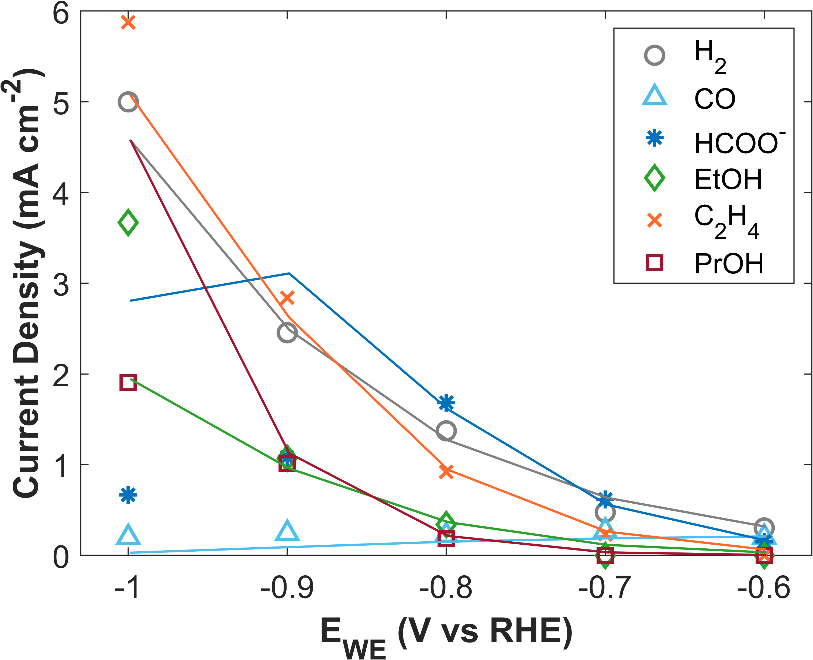 Current Density (mA cm⁻²)
6
5
4
3
2
1
0
H₂
CO
HCOO⁻
EtOH
C₂H₄
PrOH
-1
-0.9
-0.8
-0.7
-0.6
E_WE (V vs RHE)